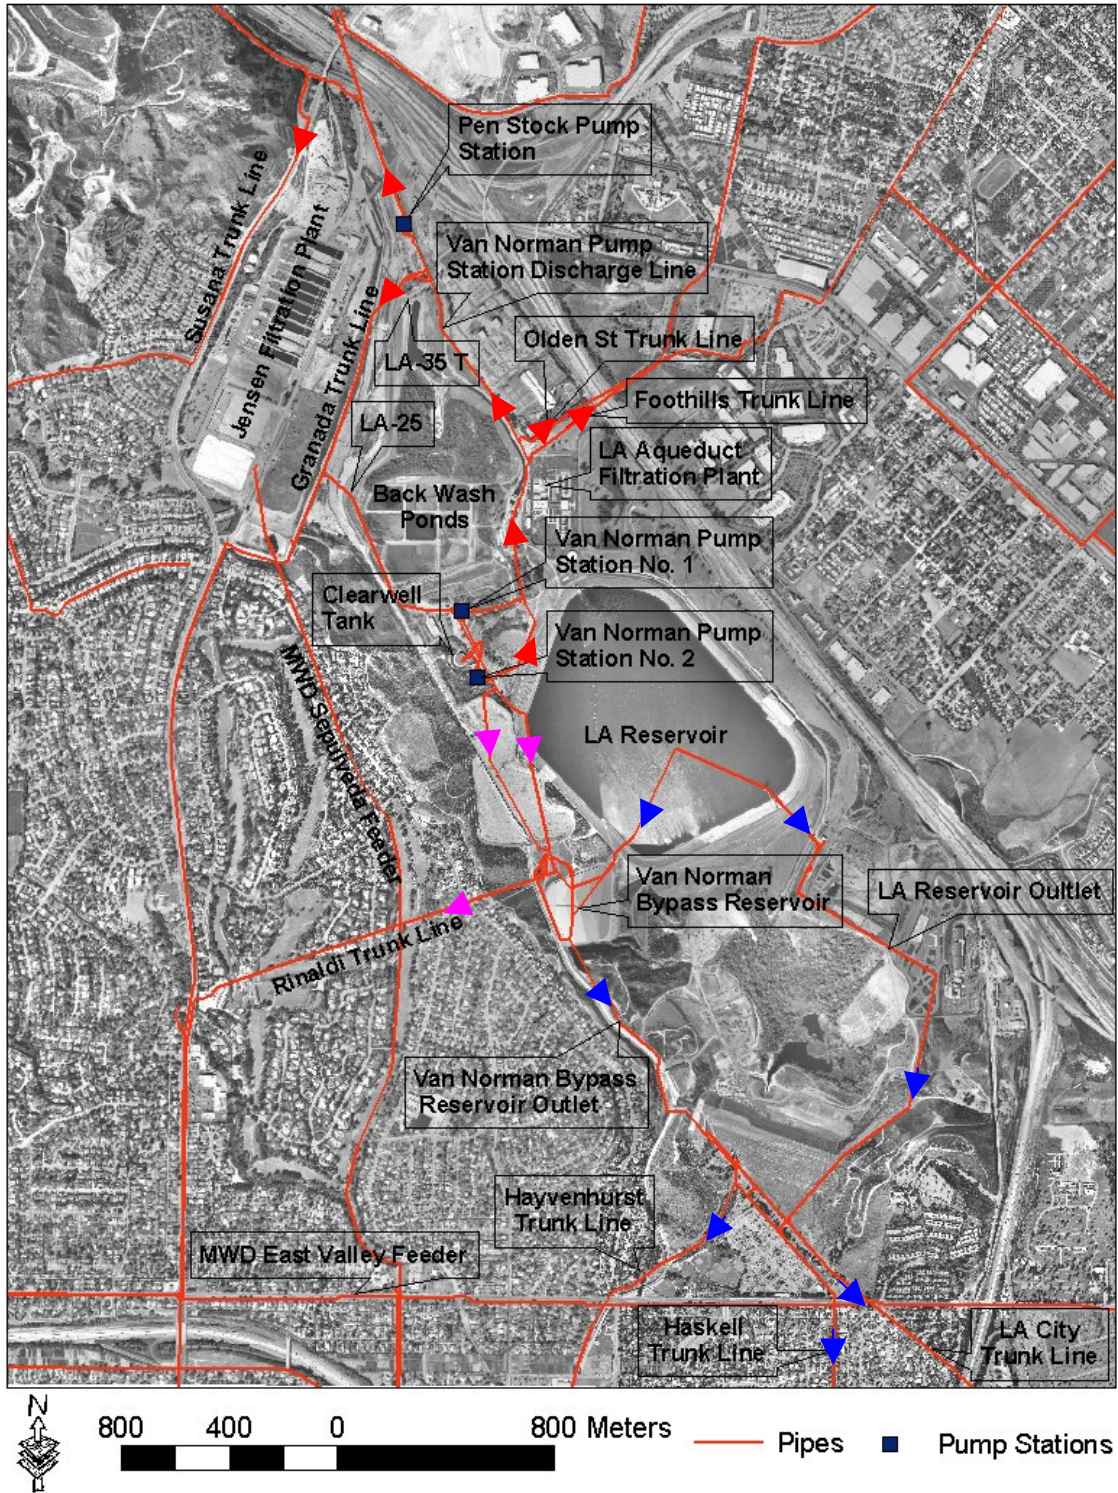 Pen Stock Pump
Station
Susana Trunk Line
Jensen Filtration Plant
Granada Trunk Line
Van Norman Pump
Station Discharge Line
Olden St Trunk Line
LA-35 T
Foothills Trunk Line
LA-25
LA Aqueduct
Filtration Plant
Back Wash
Ponds
Van Norman Pump
Station No. 1
Clearwell
Tank
Van Norman Pump
Station No. 2
MWD Sepulveda Feeder
LA Reservoir
Van Norman
Bypass Reservoir
LA Reservoir Oultlet
Rinaldi Trunk Line
Van Norman Bypass
Reservoir Outlet
Hayvenhurst
Trunk Line
MWD East Valley Feeder
Haskell
Trunk Line
LA City
Trunk Line
N
800 400 0 800 Meters
Pipes
Pump Stations